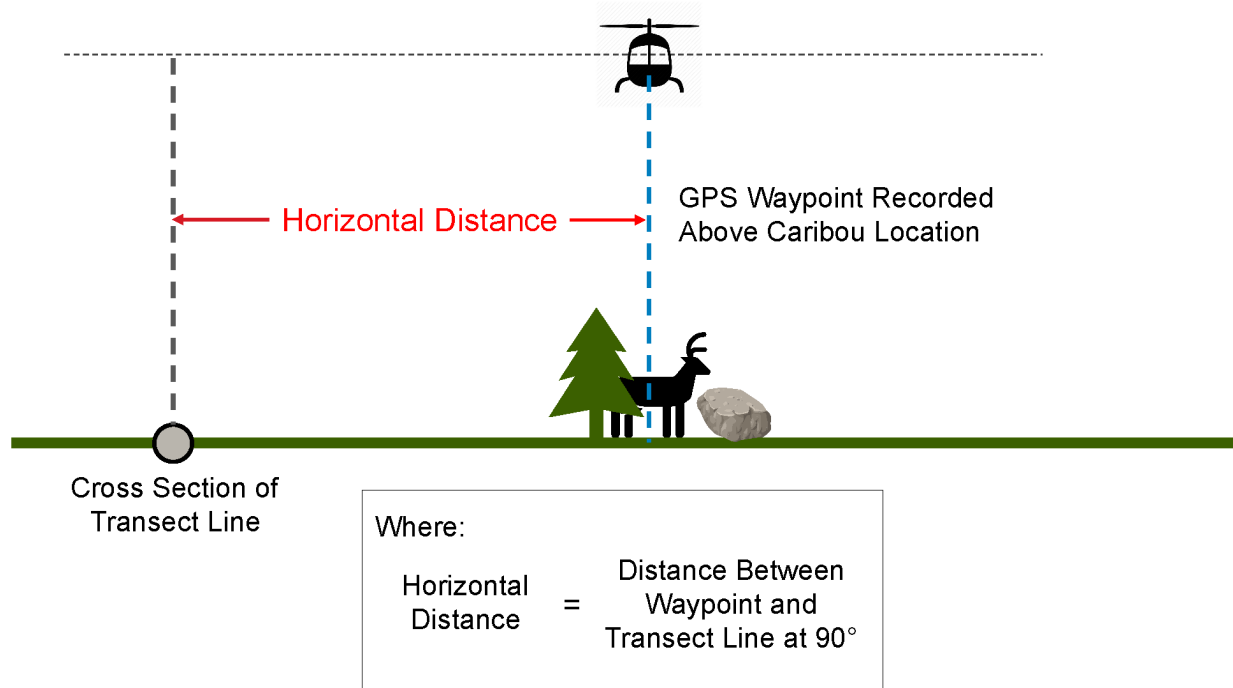 Horizontal Distance
GPS Waypoint Recorded
Above Caribou Location
Cross Section of
Transect Line
Where:
Horizontal
Distance
=
Distance Between
Waypoint and
Transect Line at 90°